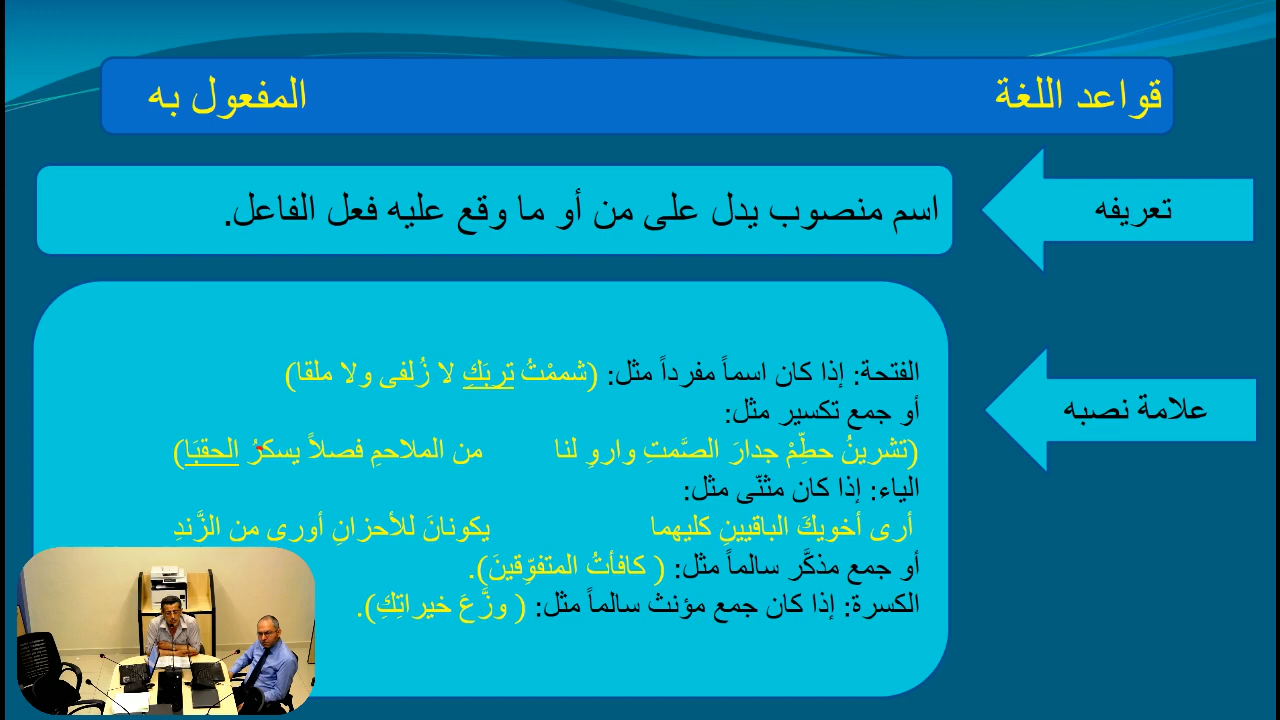 قواعد اللغة المفعول به
تعريفه
اسم منصوب يدل على من أو ما وقع عليه فعل الفاعل.
علامة نصبه
الفتحة: إذا كان اسماً مفرداً مثل: (شممْتُ تربَكِ لا زُلفى ولا ملقا)
أو جمع تكسير مثل:
(تشرينُ حطِّمْ جدارَ الصَّمتِ واروِ لنا من الملاحمِ فصلاً يسكرُ الحقبَا)
الياء: إذا كان مثنّى مثل:
أرى أخويكَ الباقيينِ كليهما يكونانَ للأحزانِ أورى من الزَّندِ
أو جمع مذكَّر سالماً مثل: ( كافأتُ المتفوّقينَ).
الكسرة: إذا كان جمع مؤنث سالماً مثل: ( وزَّعَ خيراتِكِ).